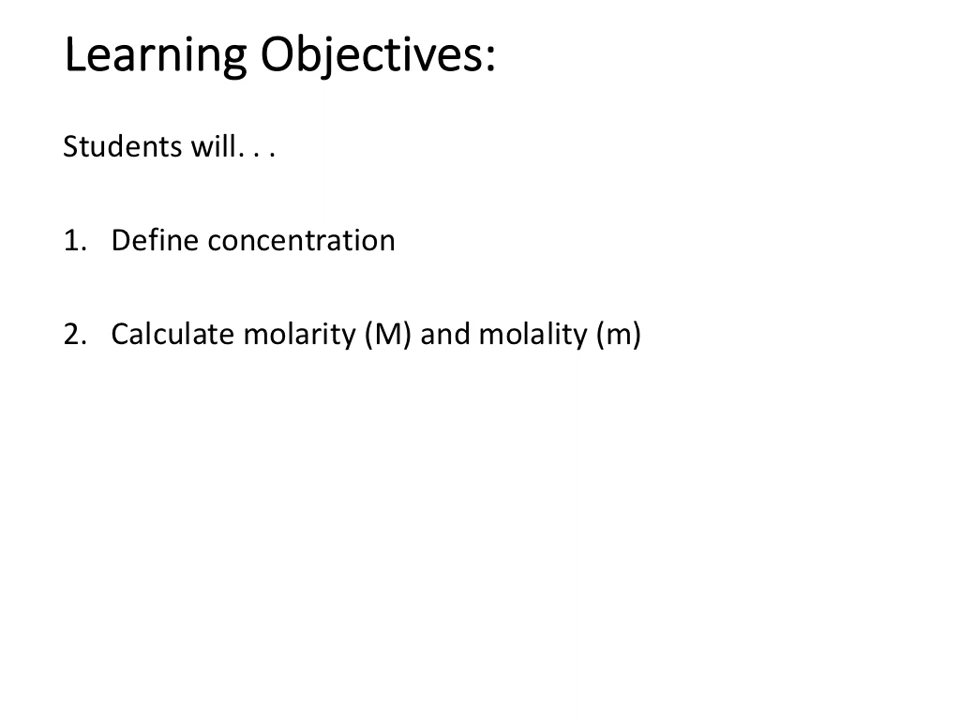 Learning Objectives:
Students will. . .
1. Define concentration
2. Calculate molarity (M) and molality (m)